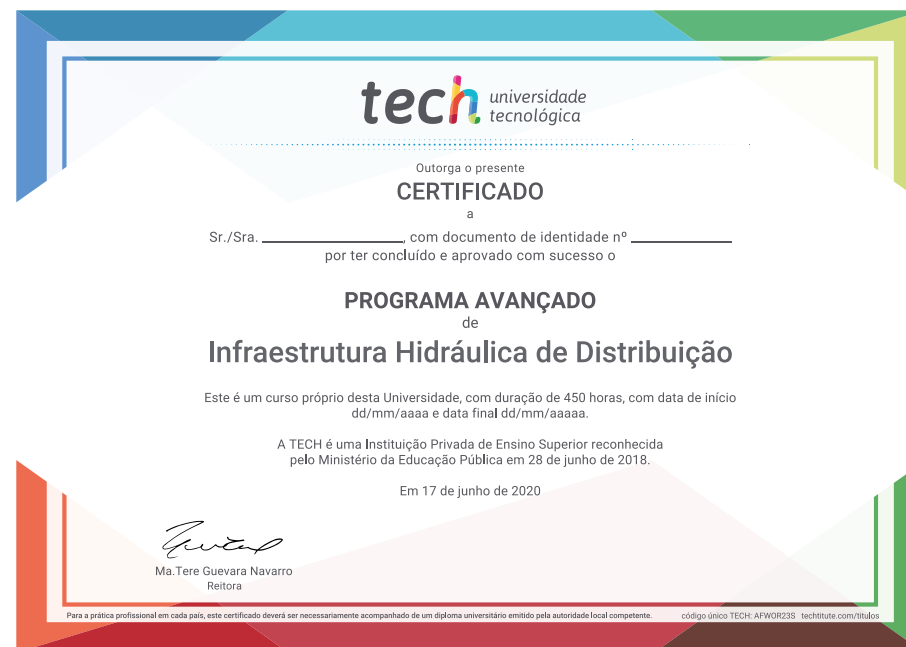 tech universidade
tecnológica
Outorga o presente
CERTIFICADO
a
Sr./Sra. ____________________, com documento de identidade nº ______________
por ter concluído e aprovado com sucesso o
PROGRAMA AVANÇADO
de
Infraestrutura Hidráulica de Distribuição
Este é um curso próprio desta Universidade, com duração de 450 horas, com data de início
dd/mm/aaaa e data final dd/mm/aaaaa.
A TECH é uma Instituição Privada de Ensino Superior reconhecida
pelo Ministério da Educação Pública em 28 de junho de 2018.
Em 17 de junho de 2020
Ma.Tere Guevara Navarro
Reitora
Para a prática profissional em cada país, este certificado deverá ser necessariamente acompanhado de um diploma universitário emitido pela autoridade local competente. código único TECH: AFWOR23S techtitute.com/titulos